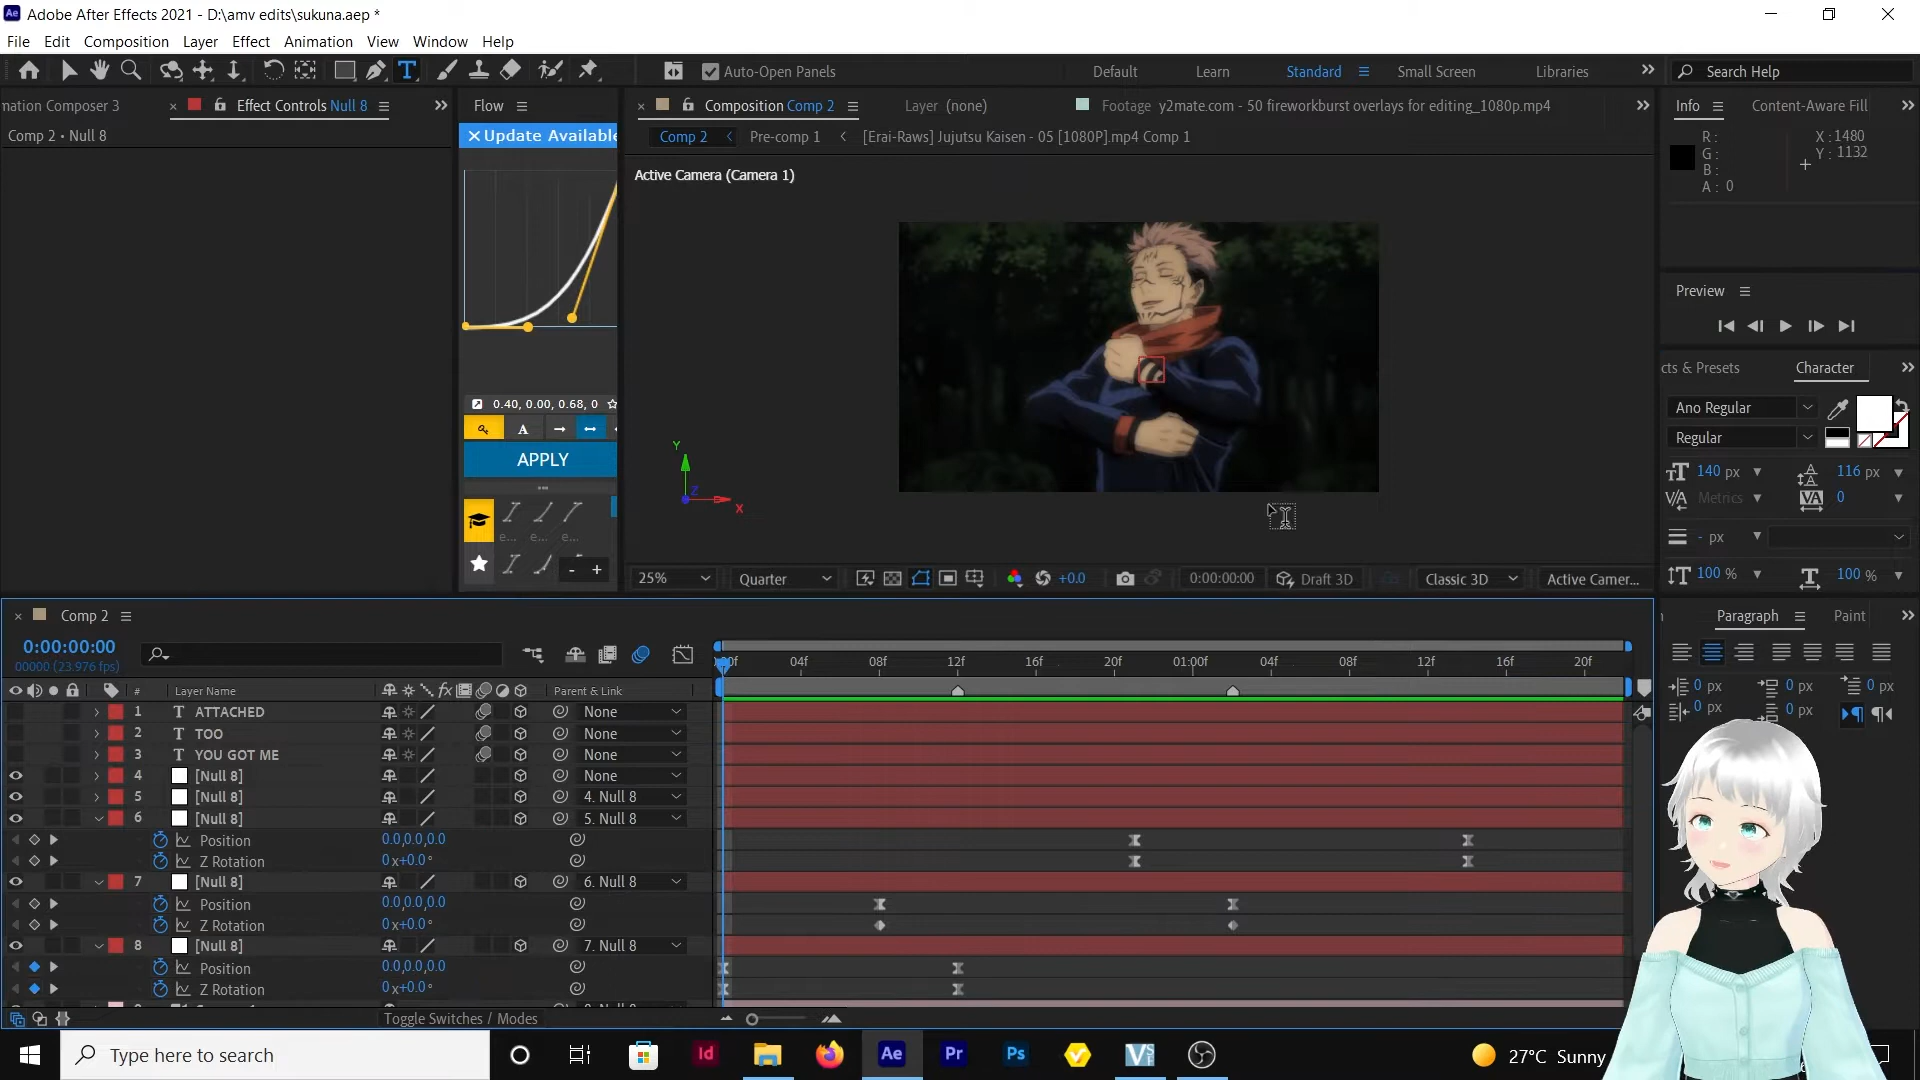 Adobe After Effects 2021 - D:\amv edits\sukuna.aep *
File Edit Composition Layer Effect Animation View Window Help
Auto-Open Panels Default Learn Standard Small Screen Libraries Search Help
mation Composer 3 Effect Controls Null 8 Flow Composition Comp 2 Layer (none) Footage y2mate.com - 50 fireworkburst overlays for editing_1080p.mp4 Info Content-Aware Fill
Comp 2 • Null 8 Update Available Comp 2 Pre-comp 1 [Erai-Raws] Jujutsu Kaisen - 05 [1080P].mp4 Comp 1
R :
G :
B :
A : 0
X : 1480
Y : 1132
Active Camera (Camera 1)
Preview
cts & Presets Character
0.40, 0.00, 0.68, 0
Ano Regular
A
Regular
APPLY
140 px 116 px
Metrics 0
- px
100 % 100 %
e... e... e...
- +
Y
Z
X
25% Quarter +0.0 0:00:00:00 Draft 3D Classic 3D Active Camer...
Comp 2 Paragraph Paint
0:00:00:00
00000 (23.976 fps)
04f 08f 12f 16f 20f 01:00f 04f 08f 12f 16f 20f
# Layer Name fx Parent & Link
0 px 0 px 0 px
0 px 0 px
1 T ATTACHED None
2 T TOO None
3 T YOU GOT ME None
4 [Null 8] None
5 [Null 8] 4. Null 8
6 [Null 8] 5. Null 8
Position 0.0,0.0,0.0
Z Rotation 0 x+0.0 °
7 [Null 8] 6. Null 8
Position 0.0,0.0,0.0
Z Rotation 0 x+0.0 °
8 [Null 8] 7. Null 8
Position 0.0,0.0,0.0
Z Rotation 0 x+0.0 °
Toggle Switches / Modes
Type here to search Id Ae Pr Ps 27°C Sunny